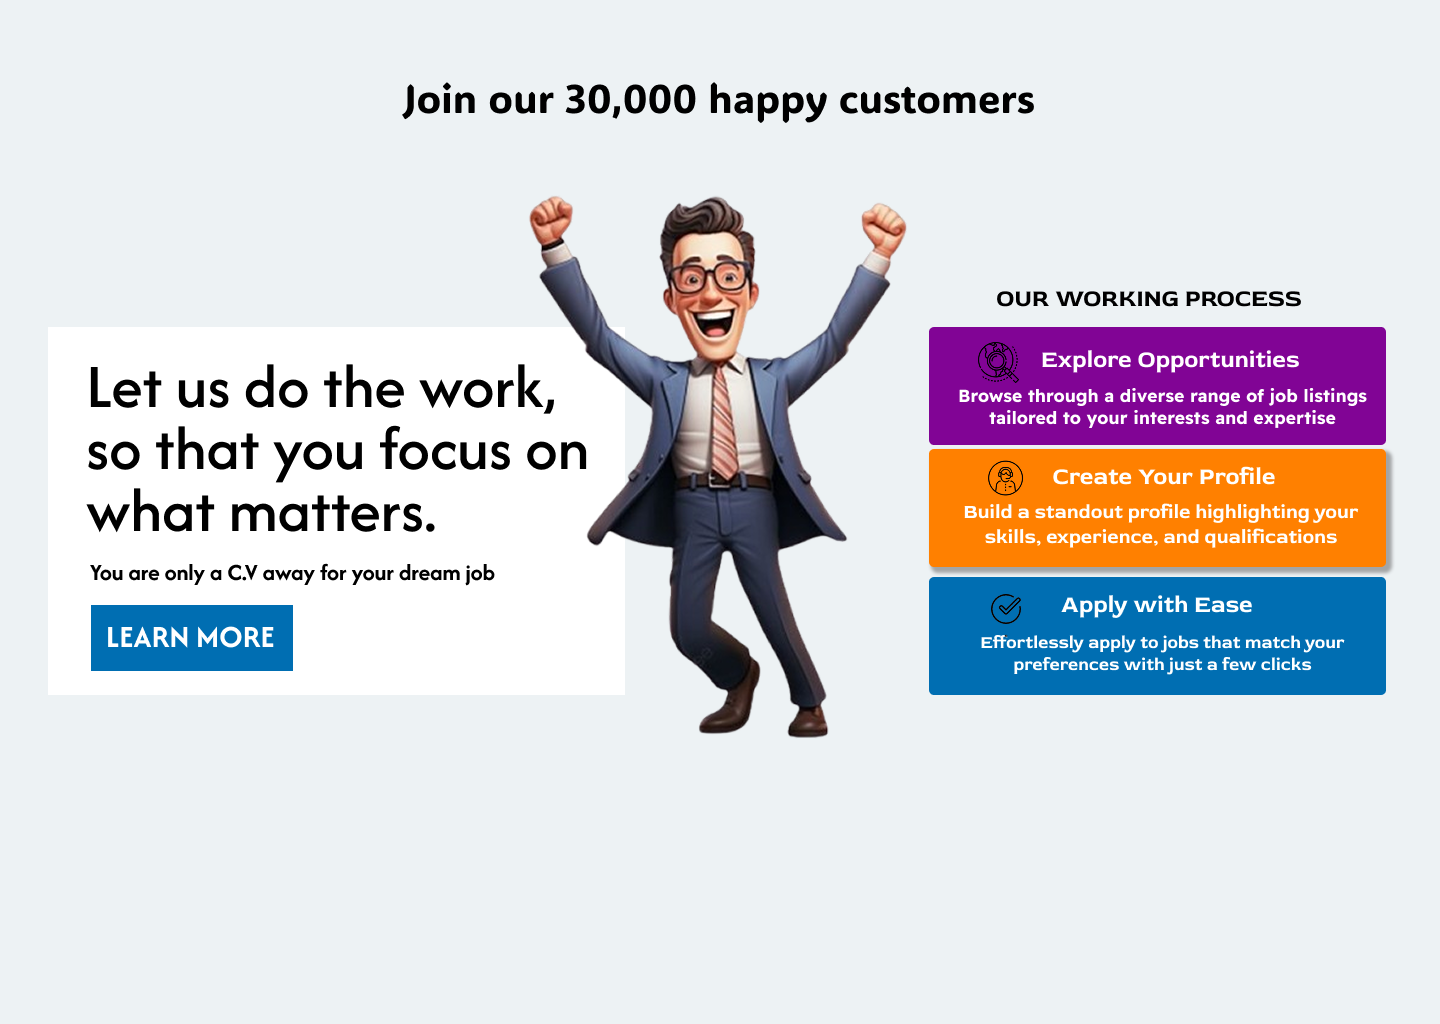 Join our 30,000 happy customers
Let us do the work,
so that you focus on
what matters.
You are only a C.V away for your dream job
LEARN MORE
OUR WORKING PROCESS
Explore Opportunities
Browse through a diverse range of job listings
tailored to your interests and expertise
Create Your Profile
Build a standout profile highlighting your
skills, experience, and qualifications
Apply with Ease
Effortlessly apply to jobs that match your
preferences with just a few clicks